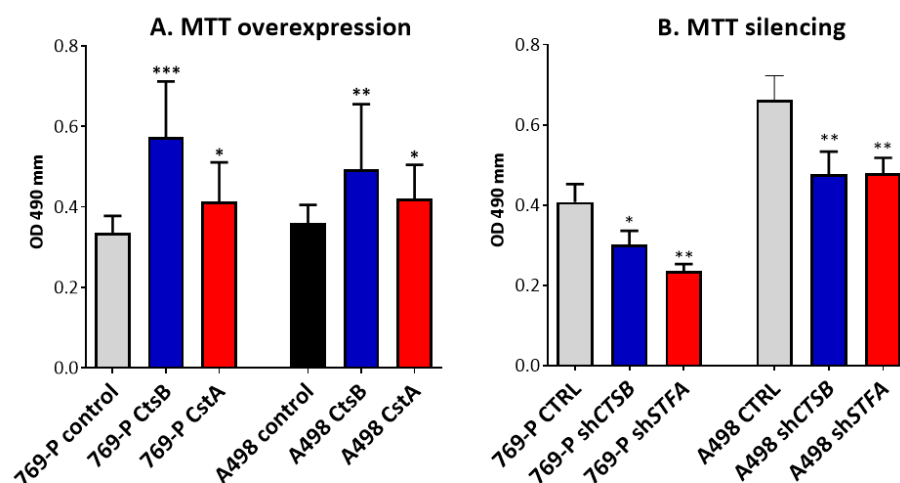 A. MTT overexpression
OD 490 mm
0.8
0.6
0.4
0.2
0.0
***
*
**
*
769-P control
769-P CtsB
769-P CstA
A498 control
A498 CtsB
A498 CstA
B. MTT silencing
OD 490 mm
0.8
0.6
0.4
0.2
0.0
*
**
**
**
769-P CTRL
769-P shCTSB
769-P shSTFA
A498 CTRL
A498 shCTSB
A498 shSTFA